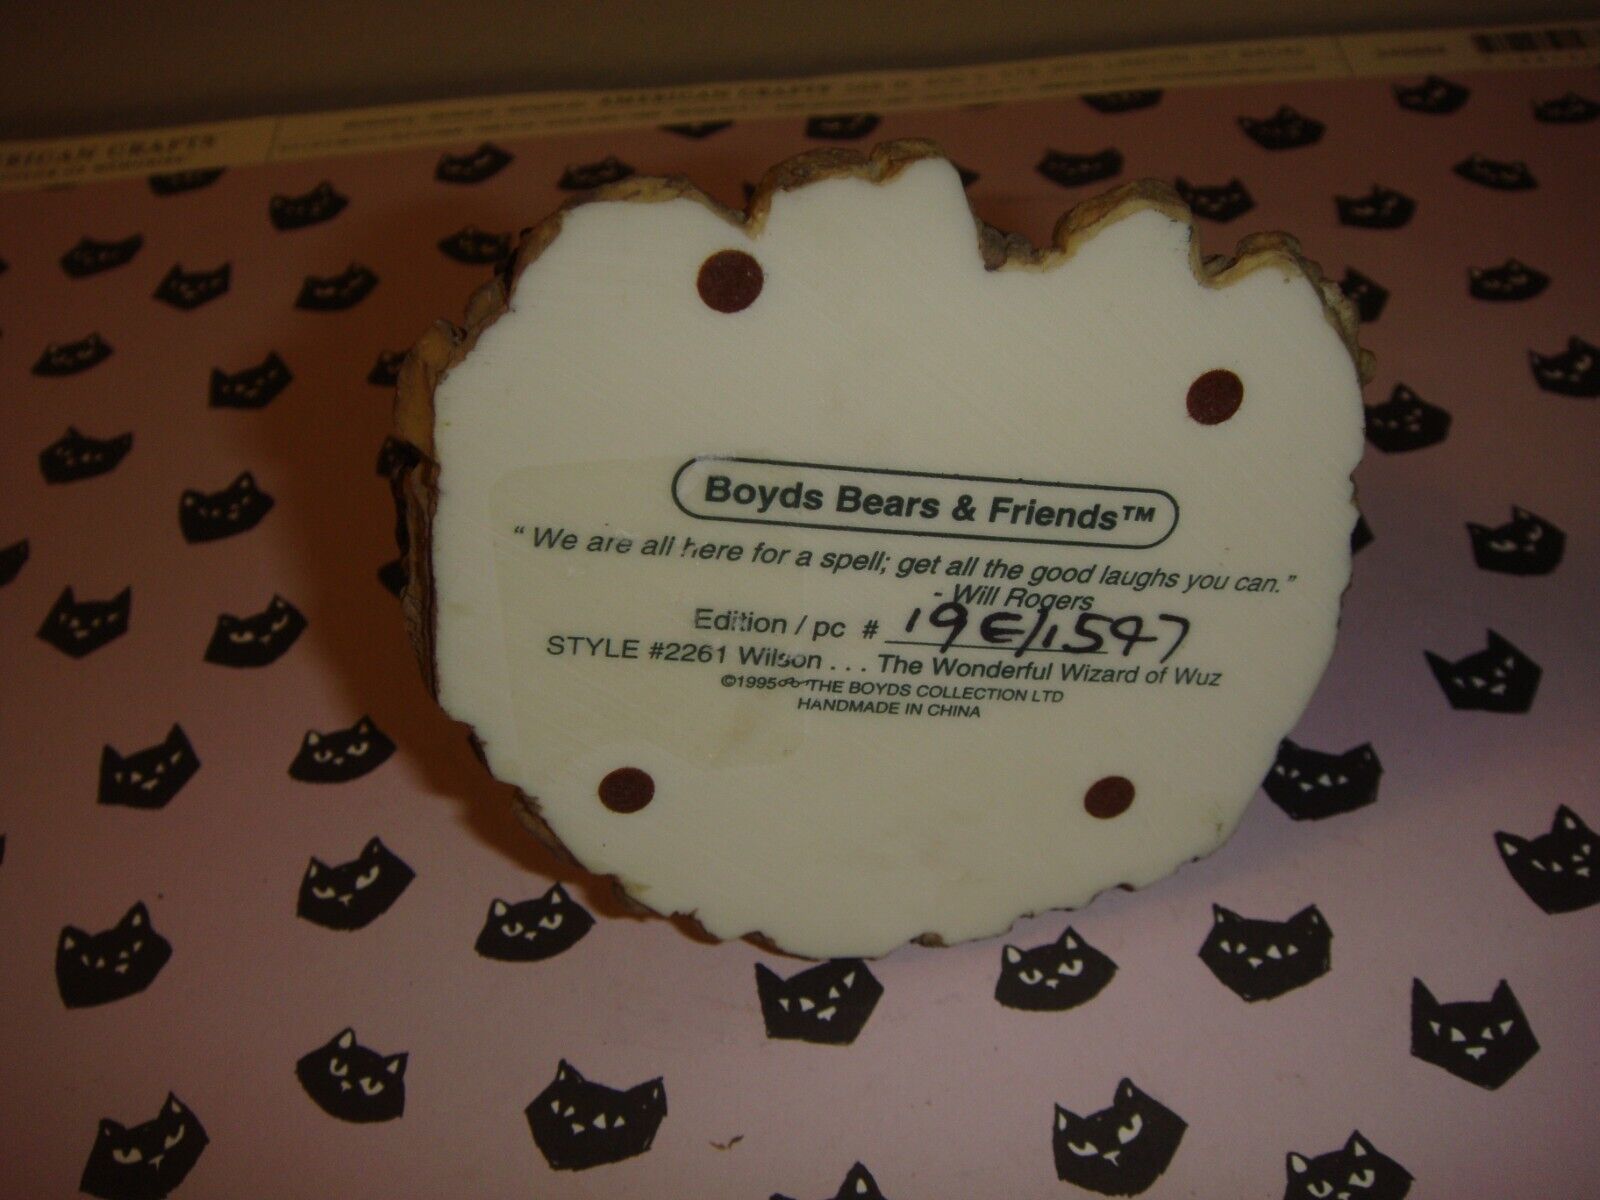 AMERICAN CRAFTS
RICAN CRAFTS
Boyds Bears & Friends™
“ We are all here for a spell; get all the good laughs you can.”
- Will Rogers
Edition / pc # 19E/1547
STYLE #2261 Wilson . . . The Wonderful Wizard of Wuz
©1995 THE BOYDS COLLECTION LTD
HANDMADE IN CHINA